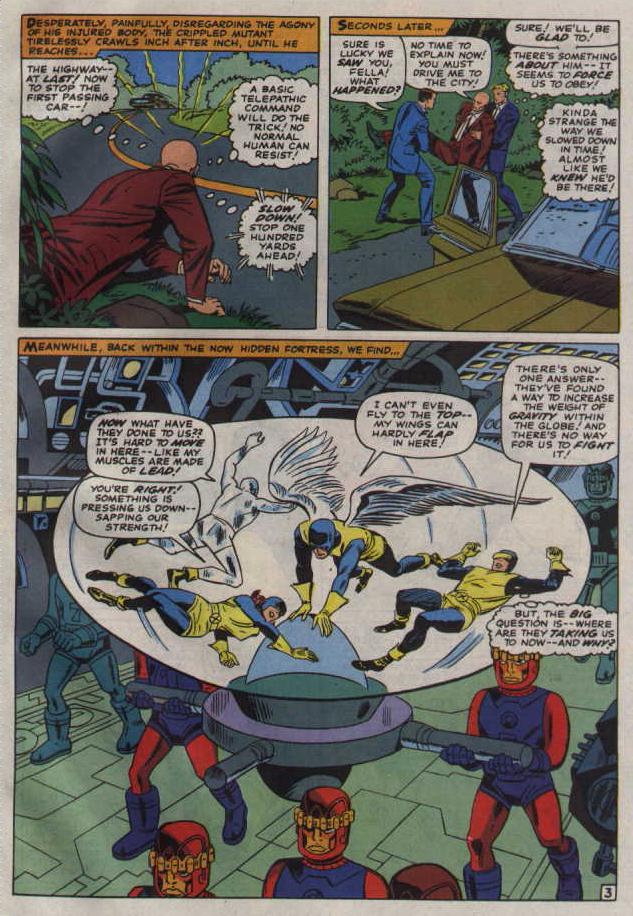 DESPERATELY, PAINFULLY, DISREGARDING THE AGONY
OF HIS INJURED BODY, THE CRIPPLED MUTANT
TIRELESSLY CRAWLS INCH AFTER INCH, UNTIL HE
REACHES...
THE HIGHWAY--
AT LAST! NOW
TO STOP THE
FIRST PASSING
CAR--!
A BASIC
TELEPATHIC
COMMAND
WILL DO THE
TRICK! NO
NORMAL
HUMAN CAN
RESIST!
SLOW
DOWN!
STOP ONE
HUNDRED
YARDS
AHEAD!
SECONDS LATER...
SURE IS
LUCKY WE
SAW YOU,
FELLA!
WHAT
HAPPENED?
NO TIME TO
EXPLAIN NOW!
YOU MUST
DRIVE ME TO
THE CITY!
SURE! WE'LL BE
GLAD TO!
THERE'S SOMETHING
ABOUT HIM--IT
SEEMS TO FORCE
US TO OBEY!
KINDA
STRANGE THE
WAY WE
SLOWED DOWN
IN TIME!
ALMOST
LIKE WE
KNEW HE'D
BE THERE!
MEANWHILE, BACK WITHIN THE NOW HIDDEN FORTRESS, WE FIND...
NOW WHAT HAVE
THEY DONE TO US??
IT'S HARD TO MOVE
IN HERE--LIKE MY
MUSCLES ARE MADE
OF LEAD!
YOU'RE RIGHT!
SOMETHING IS
PRESSING US DOWN--
SAPPING OUR
STRENGTH!
I CAN'T EVEN
FLY TO THE TOP--
MY WINGS CAN
HARDLY FLAP
IN HERE!
THERE'S ONLY
ONE ANSWER--
THEY'VE FOUND
A WAY TO INCREASE
THE WEIGHT OF
GRAVITY WITHIN
THE GLOBE! AND
THERE'S NO WAY
FOR US TO FIGHT
IT!
BUT, THE BIG
QUESTION IS--WHERE
ARE THEY TAKING US
TO NOW--AND WHY?
3